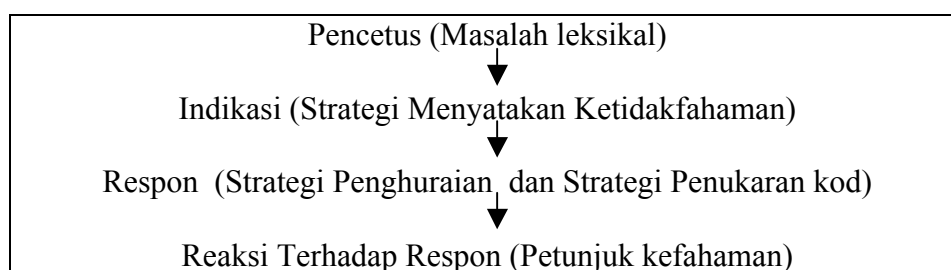 Pencetus (Masalah leksikal)
Indikasi (Strategi Menyatakan Ketidakfahaman)
Respon (Strategi Penghuraian dan Strategi Penukaran kod)
Reaksi Terhadap Respon (Petunjuk kefahaman)